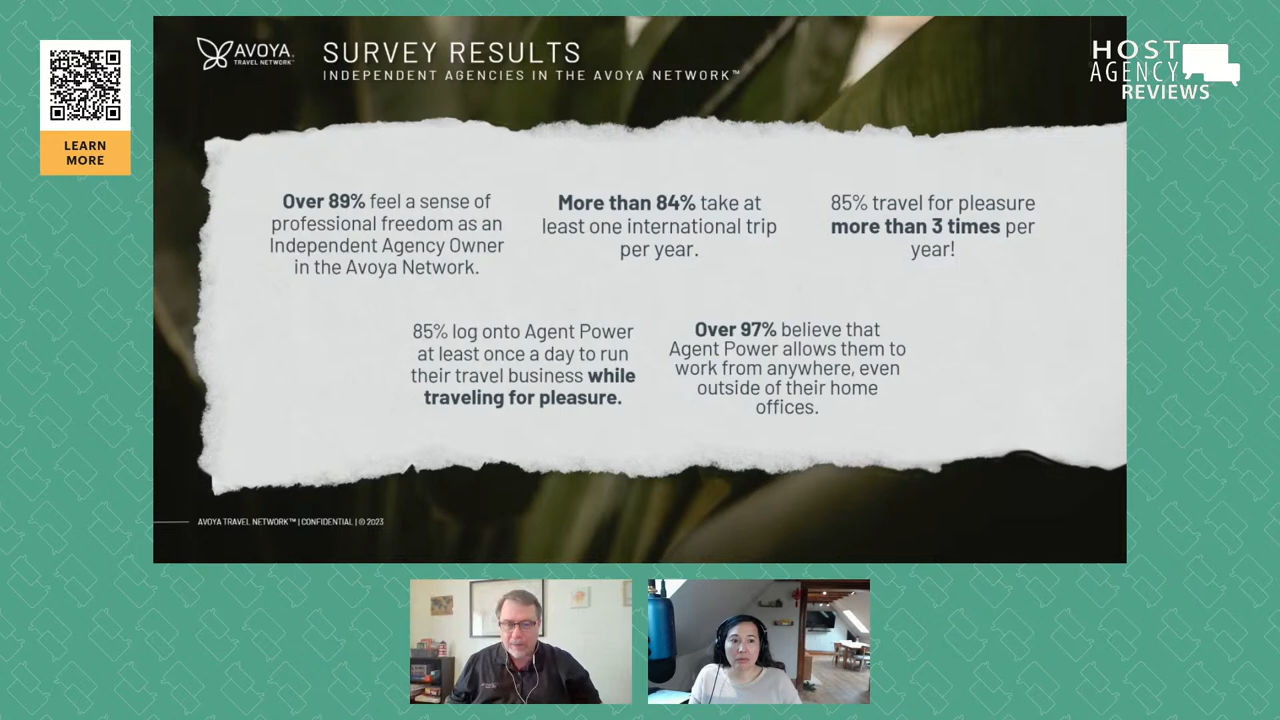 AVOYA
TRAVEL NETWORK™
SURVEY RESULTS
INDEPENDENT AGENCIES IN THE AVOYA NETWORK™
HOST
AGENCY
REVIEWS
LEARN
MORE
Over 89% feel a sense of
professional freedom as an
Independent Agency Owner
in the Avoya Network.
More than 84% take at
least one international trip
per year.
85% travel for pleasure
more than 3 times per
year!
85% log onto Agent Power
at least once a day to run
their travel business while
traveling for pleasure.
Over 97% believe that
Agent Power allows them to
work from anywhere, even
outside of their home
offices.
AVOYA TRAVEL NETWORK™ | CONFIDENTIAL | © 2023